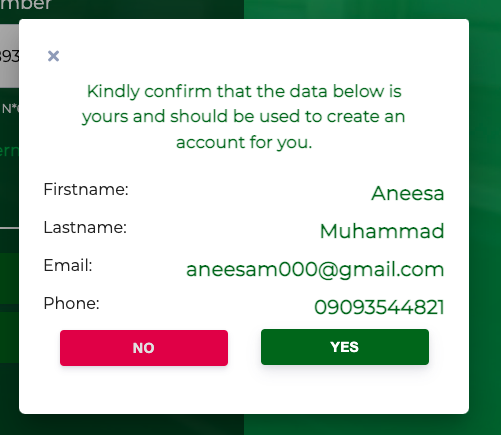 mber
893
N*
ern
×
Kindly confirm that the data below is
yours and should be used to create an
account for you.
Firstname: Aneesa
Lastname: Muhammad
Email: aneesam000@gmail.com
Phone: 09093544821
NO YES